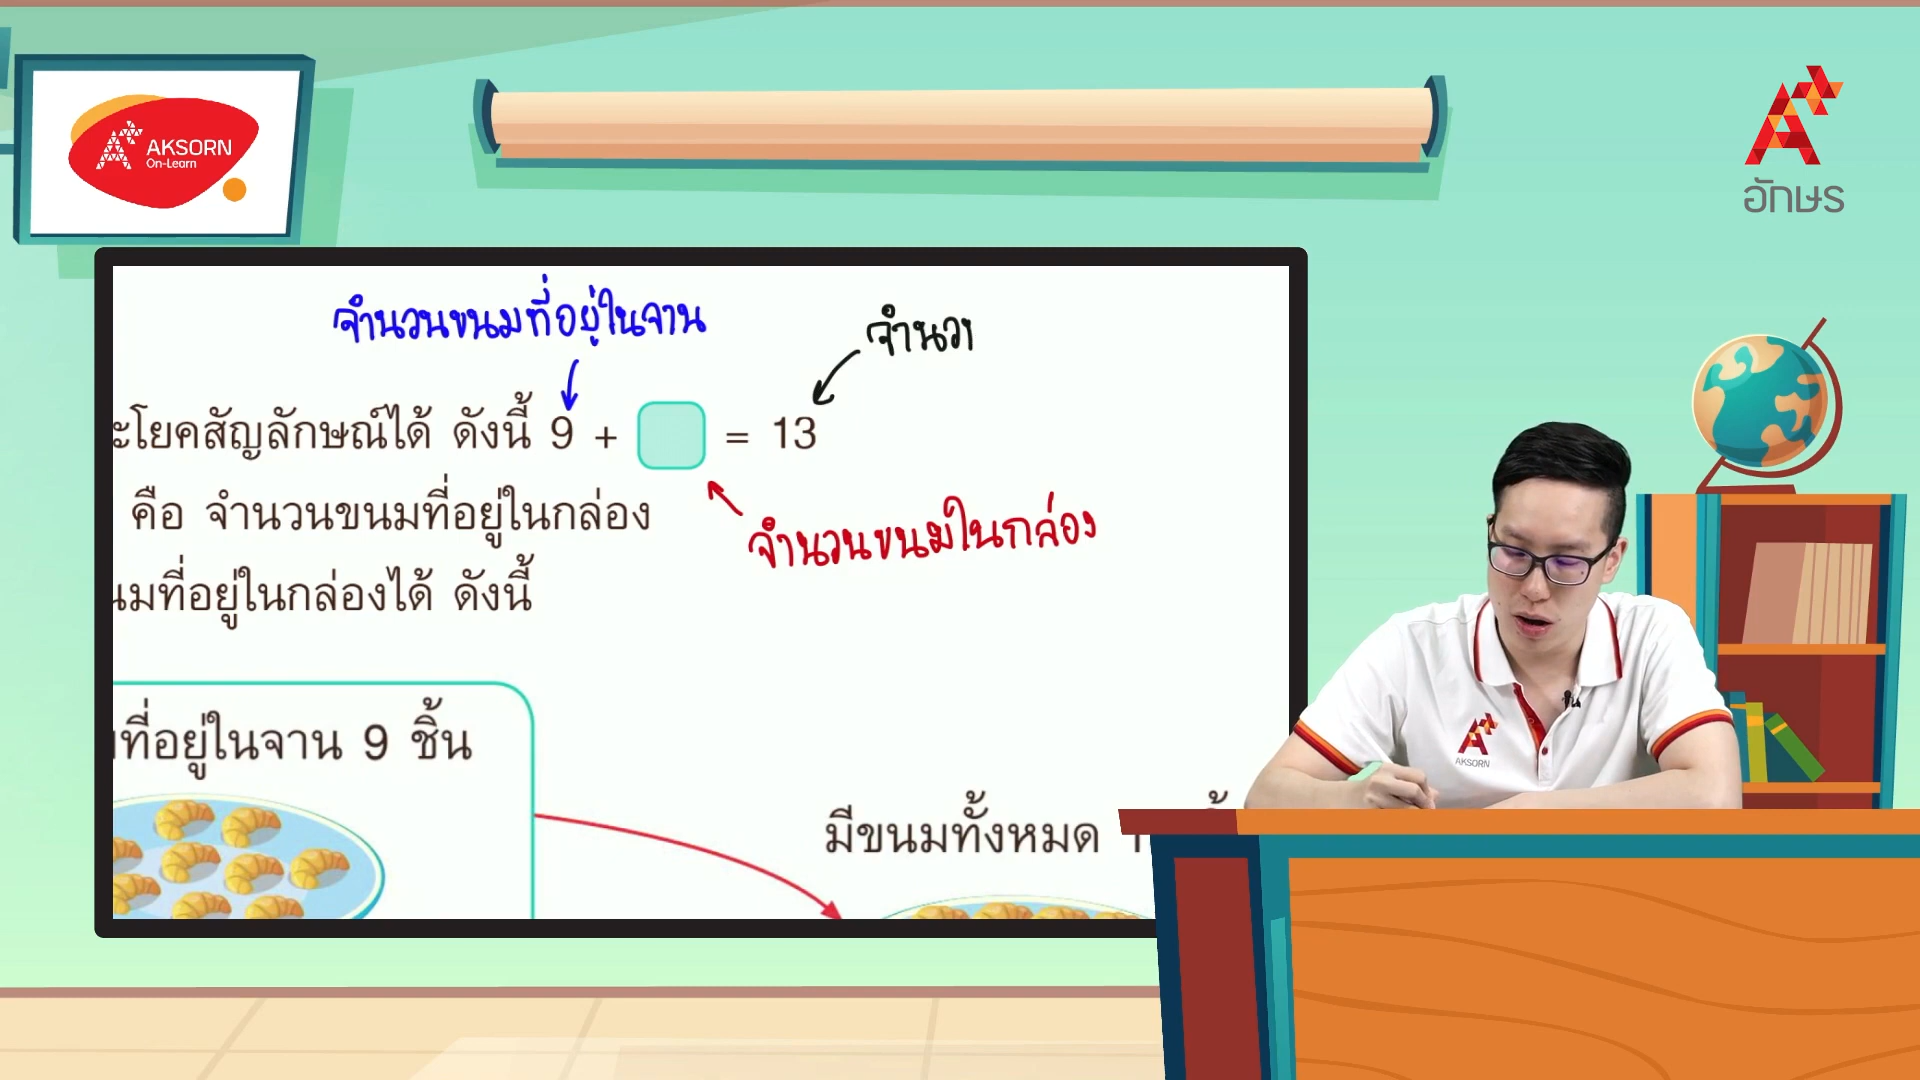 AKSORN
On-Learn
อักษร
จำนวนขนมที่อยู่ในจาน
จำนว
ะโยคสัญลักษณ์ได้ ดังนี้ 9 + = 13
คือ จำนวนขนมที่อยู่ในกล่อง
จำนวนขนมในกล่อง
นมที่อยู่ในกล่องได้ ดังนี้
ที่อยู่ในจาน 9 ชิ้น
มีขนมทั้งหมด
AKSORN